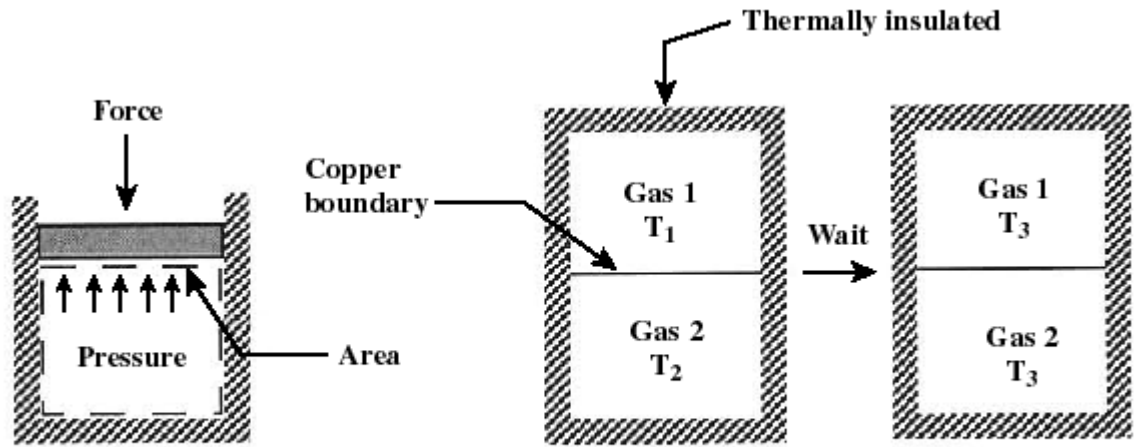 Thermally insulated
Force
Copper
boundary
Gas 1
T₁
Gas 1
T₃
Wait
Pressure
Area
Gas 2
T₂
Gas 2
T₃